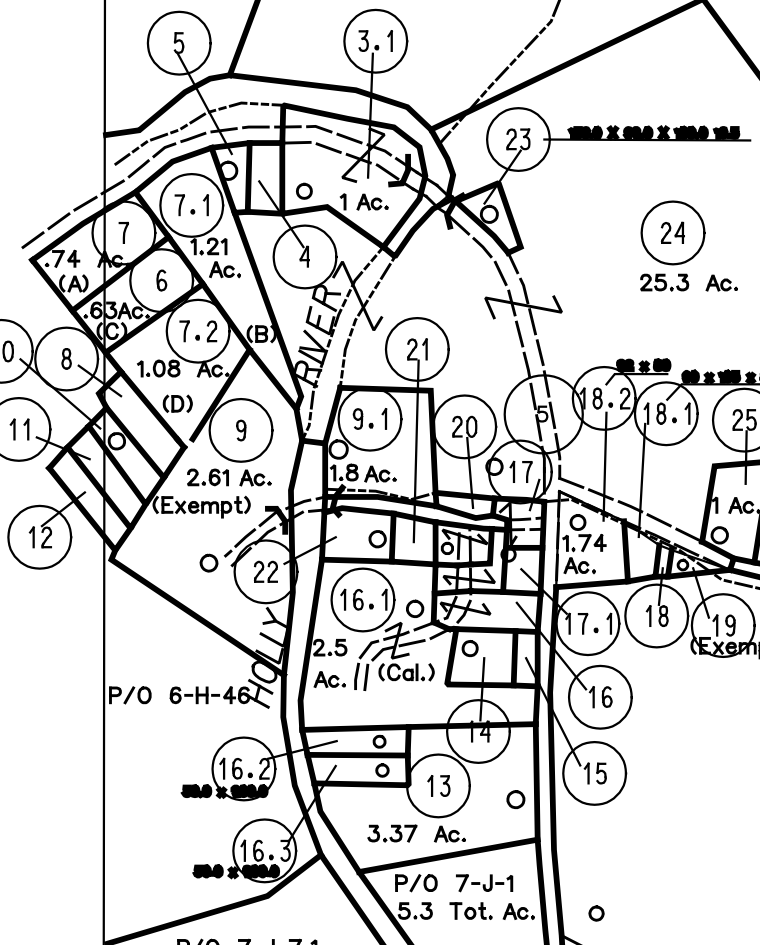 5
3.1
23
7.1
1 Ac.
7
1.21
Ac.
4
24
25.3 Ac.
.74 Ac.
(A)
6
.63Ac.
(C)
7.2
(B)
RIVER
8
1.08 Ac.
(D)
21
18.2
18.1
5
25
11
9
9.1
20
17
2.61 Ac.
(Exempt)
1.8 Ac.
1 Ac.
12
1.74
Ac.
22
16.1
18
19
17.1
(Exemp
2.5
Ac.
(Cal.)
HOLLY
P/O 6-H-46
16
14
15
16.2
13
3.37 Ac.
16.3
P/O 7-J-1
5.3 Tot. Ac.